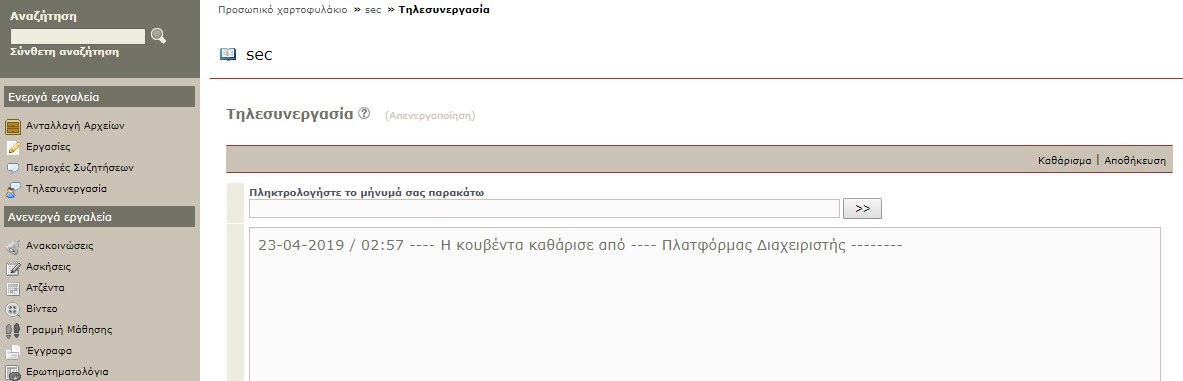 Αναζήτηση
Σύνθετη αναζήτηση
Ενεργά εργαλεία
Ανταλλαγή Αρχείων
Εργασίες
Περιοχές Συζητήσεων
Τηλεσυνεργασία
Ανενεργά εργαλεία
Ανακοινώσεις
Ασκήσεις
Ατζέντα
Βίντεο
Γραμμή Μάθησης
Έγγραφα
Ερωτηματολόγια
Προσωπικό χαρτοφυλάκιο » sec » Τηλεσυνεργασία
sec
Τηλεσυνεργασία (Απενεργοποίηση)
Καθάρισμα | Αποθήκευση
Πληκτρολογήστε το μήνυμά σας παρακάτω
>>
23-04-2019 / 02:57 ---- Η κουβέντα καθάρισε από ---- Πλατφόρμας Διαχειριστής --------